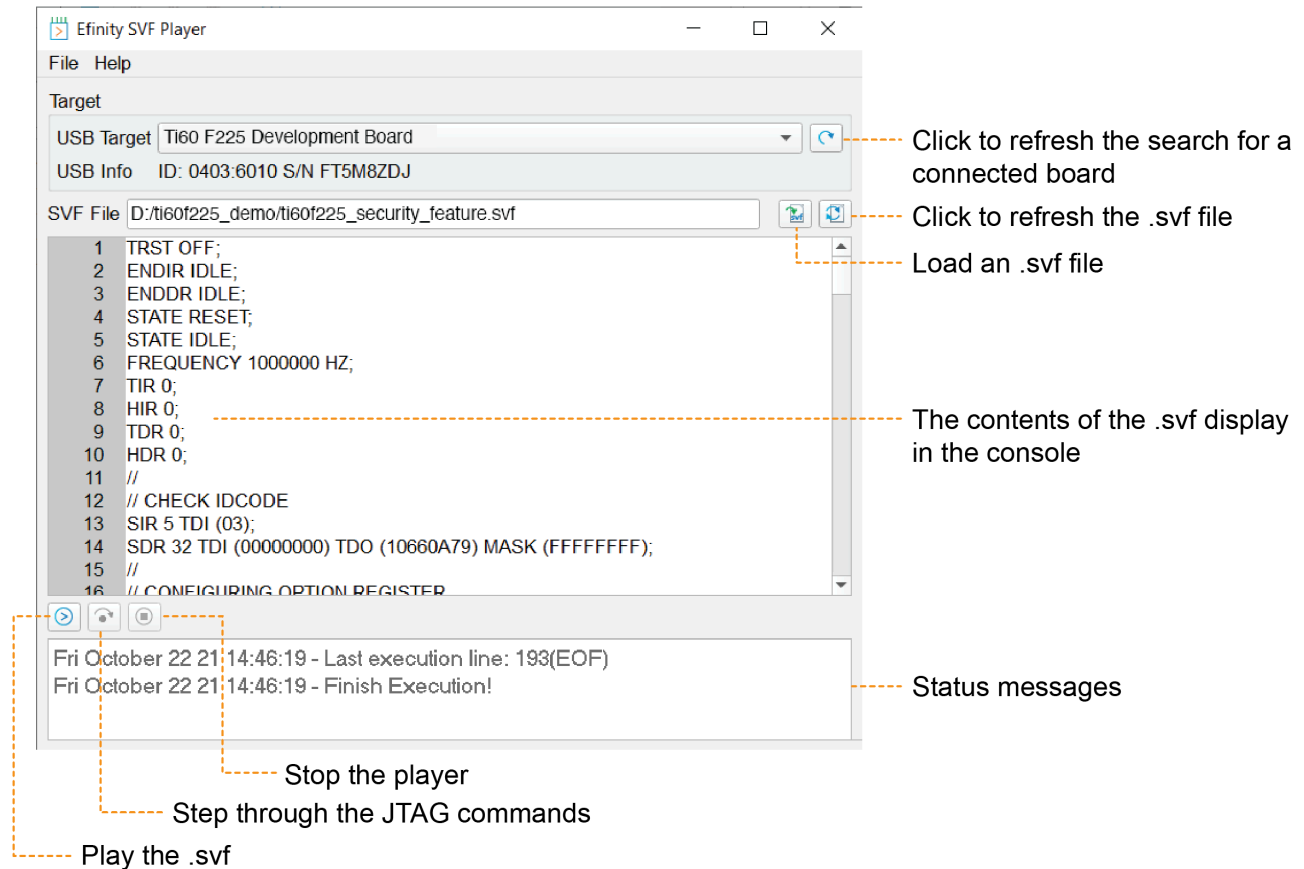 Efinity SVF Player
File Help
Target
USB Target Ti60 F225 Development Board
USB Info ID: 0403:6010 S/N FT5M8ZDJ
Click to refresh the search for a
connected board
SVF File D:/ti60f225_demo/ti60f225_security_feature.svf
svf
Click to refresh the .svf file
Load an .svf file
1 TRST OFF;
2 ENDIR IDLE;
3 ENDDR IDLE;
4 STATE RESET;
5 STATE IDLE;
6 FREQUENCY 1000000 HZ;
7 TIR 0;
8 HIR 0;
9 TDR 0;
10 HDR 0;
11 //
12 // CHECK IDCODE
13 SIR 5 TDI (03);
14 SDR 32 TDI (00000000) TDO (10660A79) MASK (FFFFFFFF);
15 //
16 // CONFIGURING OPTION REGISTER
The contents of the .svf display
in the console
Fri October 22 21 14:46:19 - Last execution line: 193(EOF)
Fri October 22 21 14:46:19 - Finish Execution!
Status messages
Stop the player
Step through the JTAG commands
Play the .svf